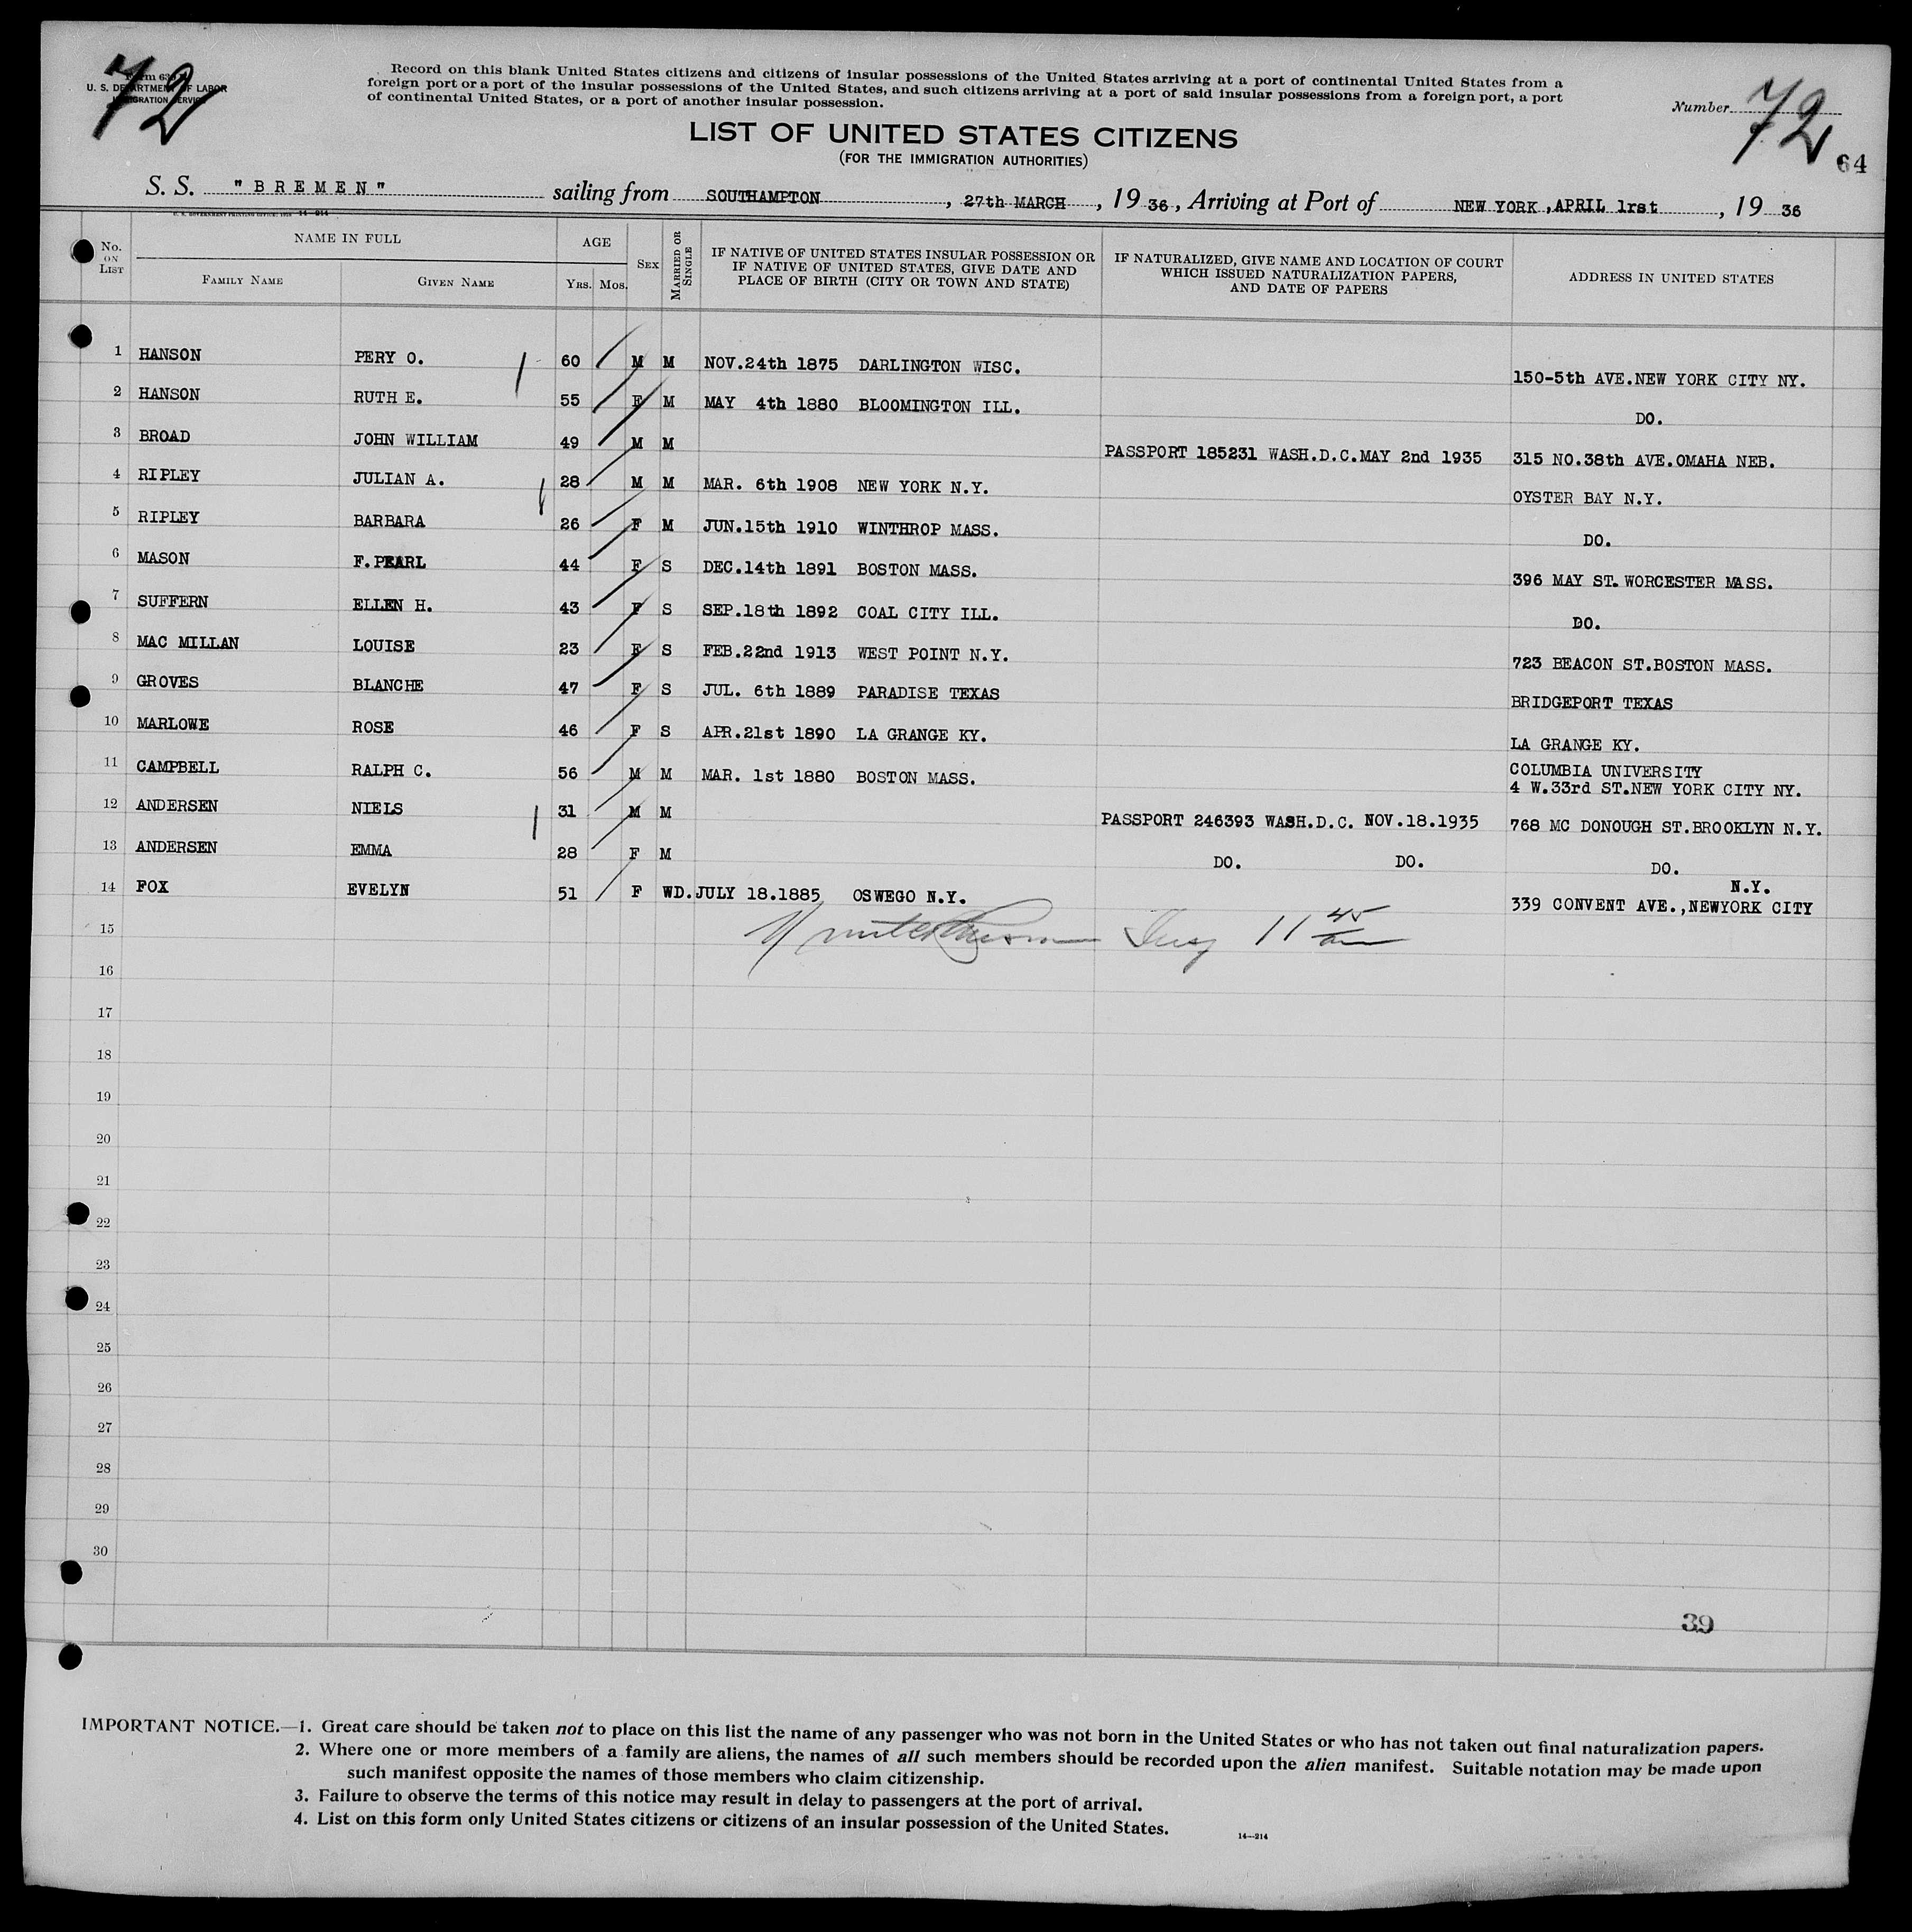 72
Form 630
U. S. DEPARTMENT OF LABOR
IMMIGRATION SERVICE
Record on this blank United States citizens and citizens of insular possessions of the United States arriving at a port of continental United States from a
foreign port or a port of the insular possessions of the United States, and such citizens arriving at a port of said insular possessions from a foreign port, a port
of continental United States, or a port of another insular possession.
Number 72
64
LIST OF UNITED STATES CITIZENS
(FOR THE IMMIGRATION AUTHORITIES)
S. S. "BREMEN" sailing from SOUTHAMPTON, 27th MARCH, 19 36, Arriving at Port of NEW YORK, APRIL 1rst, 19 36
U. S. GOVERNMENT PRINTING OFFICE: 14—214
No. ON LIST
NAME IN FULL
FAMILY NAME
GIVEN NAME
AGE
YRS. MOS.
SEX
MARRIED OR SINGLE
IF NATIVE OF UNITED STATES INSULAR POSSESSION OR
IF NATIVE OF UNITED STATES, GIVE DATE AND
PLACE OF BIRTH (CITY OR TOWN AND STATE)
IF NATURALIZED, GIVE NAME AND LOCATION OF COURT
WHICH ISSUED NATURALIZATION PAPERS,
AND DATE OF PAPERS
ADDRESS IN UNITED STATES
1 HANSON PERY O. 60 M M NOV.24th 1875 DARLINGTON WISC. 150-5th AVE.NEW YORK CITY NY.
2 HANSON RUTH E. 55 F M MAY 4th 1880 BLOOMINGTON ILL. DO.
3 BROAD JOHN WILLIAM 49 M M PASSPORT 185231 WASH.D.C.MAY 2nd 1935 315 NO.38th AVE.OMAHA NEB.
4 RIPLEY JULIAN A. 28 M M MAR. 6th 1908 NEW YORK N.Y. OYSTER BAY N.Y.
5 RIPLEY BARBARA 26 F M JUN.15th 1910 WINTHROP MASS. DO.
6 MASON F.PEARL 44 F S DEC.14th 1891 BOSTON MASS. 396 MAY ST.WORCESTER MASS.
7 SUFFERN ELLEN H. 43 F S SEP.18th 1892 COAL CITY ILL. DO.
8 MAC MILLAN LOUISE 23 F S FEB.22nd 1913 WEST POINT N.Y. 723 BEACON ST.BOSTON MASS.
9 GROVES BLANCHE 47 F S JUL. 6th 1889 PARADISE TEXAS BRIDGEPORT TEXAS
10 MARLOWE ROSE 46 F S APR.21st 1890 LA GRANGE KY. LA GRANGE KY.
11 CAMPBELL RALPH C. 56 M M MAR. 1st 1880 BOSTON MASS. COLUMBIA UNIVERSITY
4 W.33rd ST.NEW YORK CITY NY.
12 ANDERSEN NIELS 31 M M PASSPORT 246393 WASH.D.C. NOV.18.1935 768 MC DONOUGH ST.BROOKLYN N.Y.
13 ANDERSEN EMMA 28 F M DO. DO. DO.
14 FOX EVELYN 51 F WD. JULY 18.1885 OSWEGO N.Y. 339 CONVENT AVE.,NEWYORK CITY N.Y.
15
11 45
16
17
18
19
20
21
22
23
24
25
26
27
28
29
30
39
IMPORTANT NOTICE.—1. Great care should be taken not to place on this list the name of any passenger who was not born in the United States or who has not taken out final naturalization papers.
2. Where one or more members of a family are aliens, the names of all such members should be recorded upon the alien manifest. Suitable notation may be made upon
such manifest opposite the names of those members who claim citizenship.
3. Failure to observe the terms of this notice may result in delay to passengers at the port of arrival.
4. List on this form only United States citizens or citizens of an insular possession of the United States.
14—214